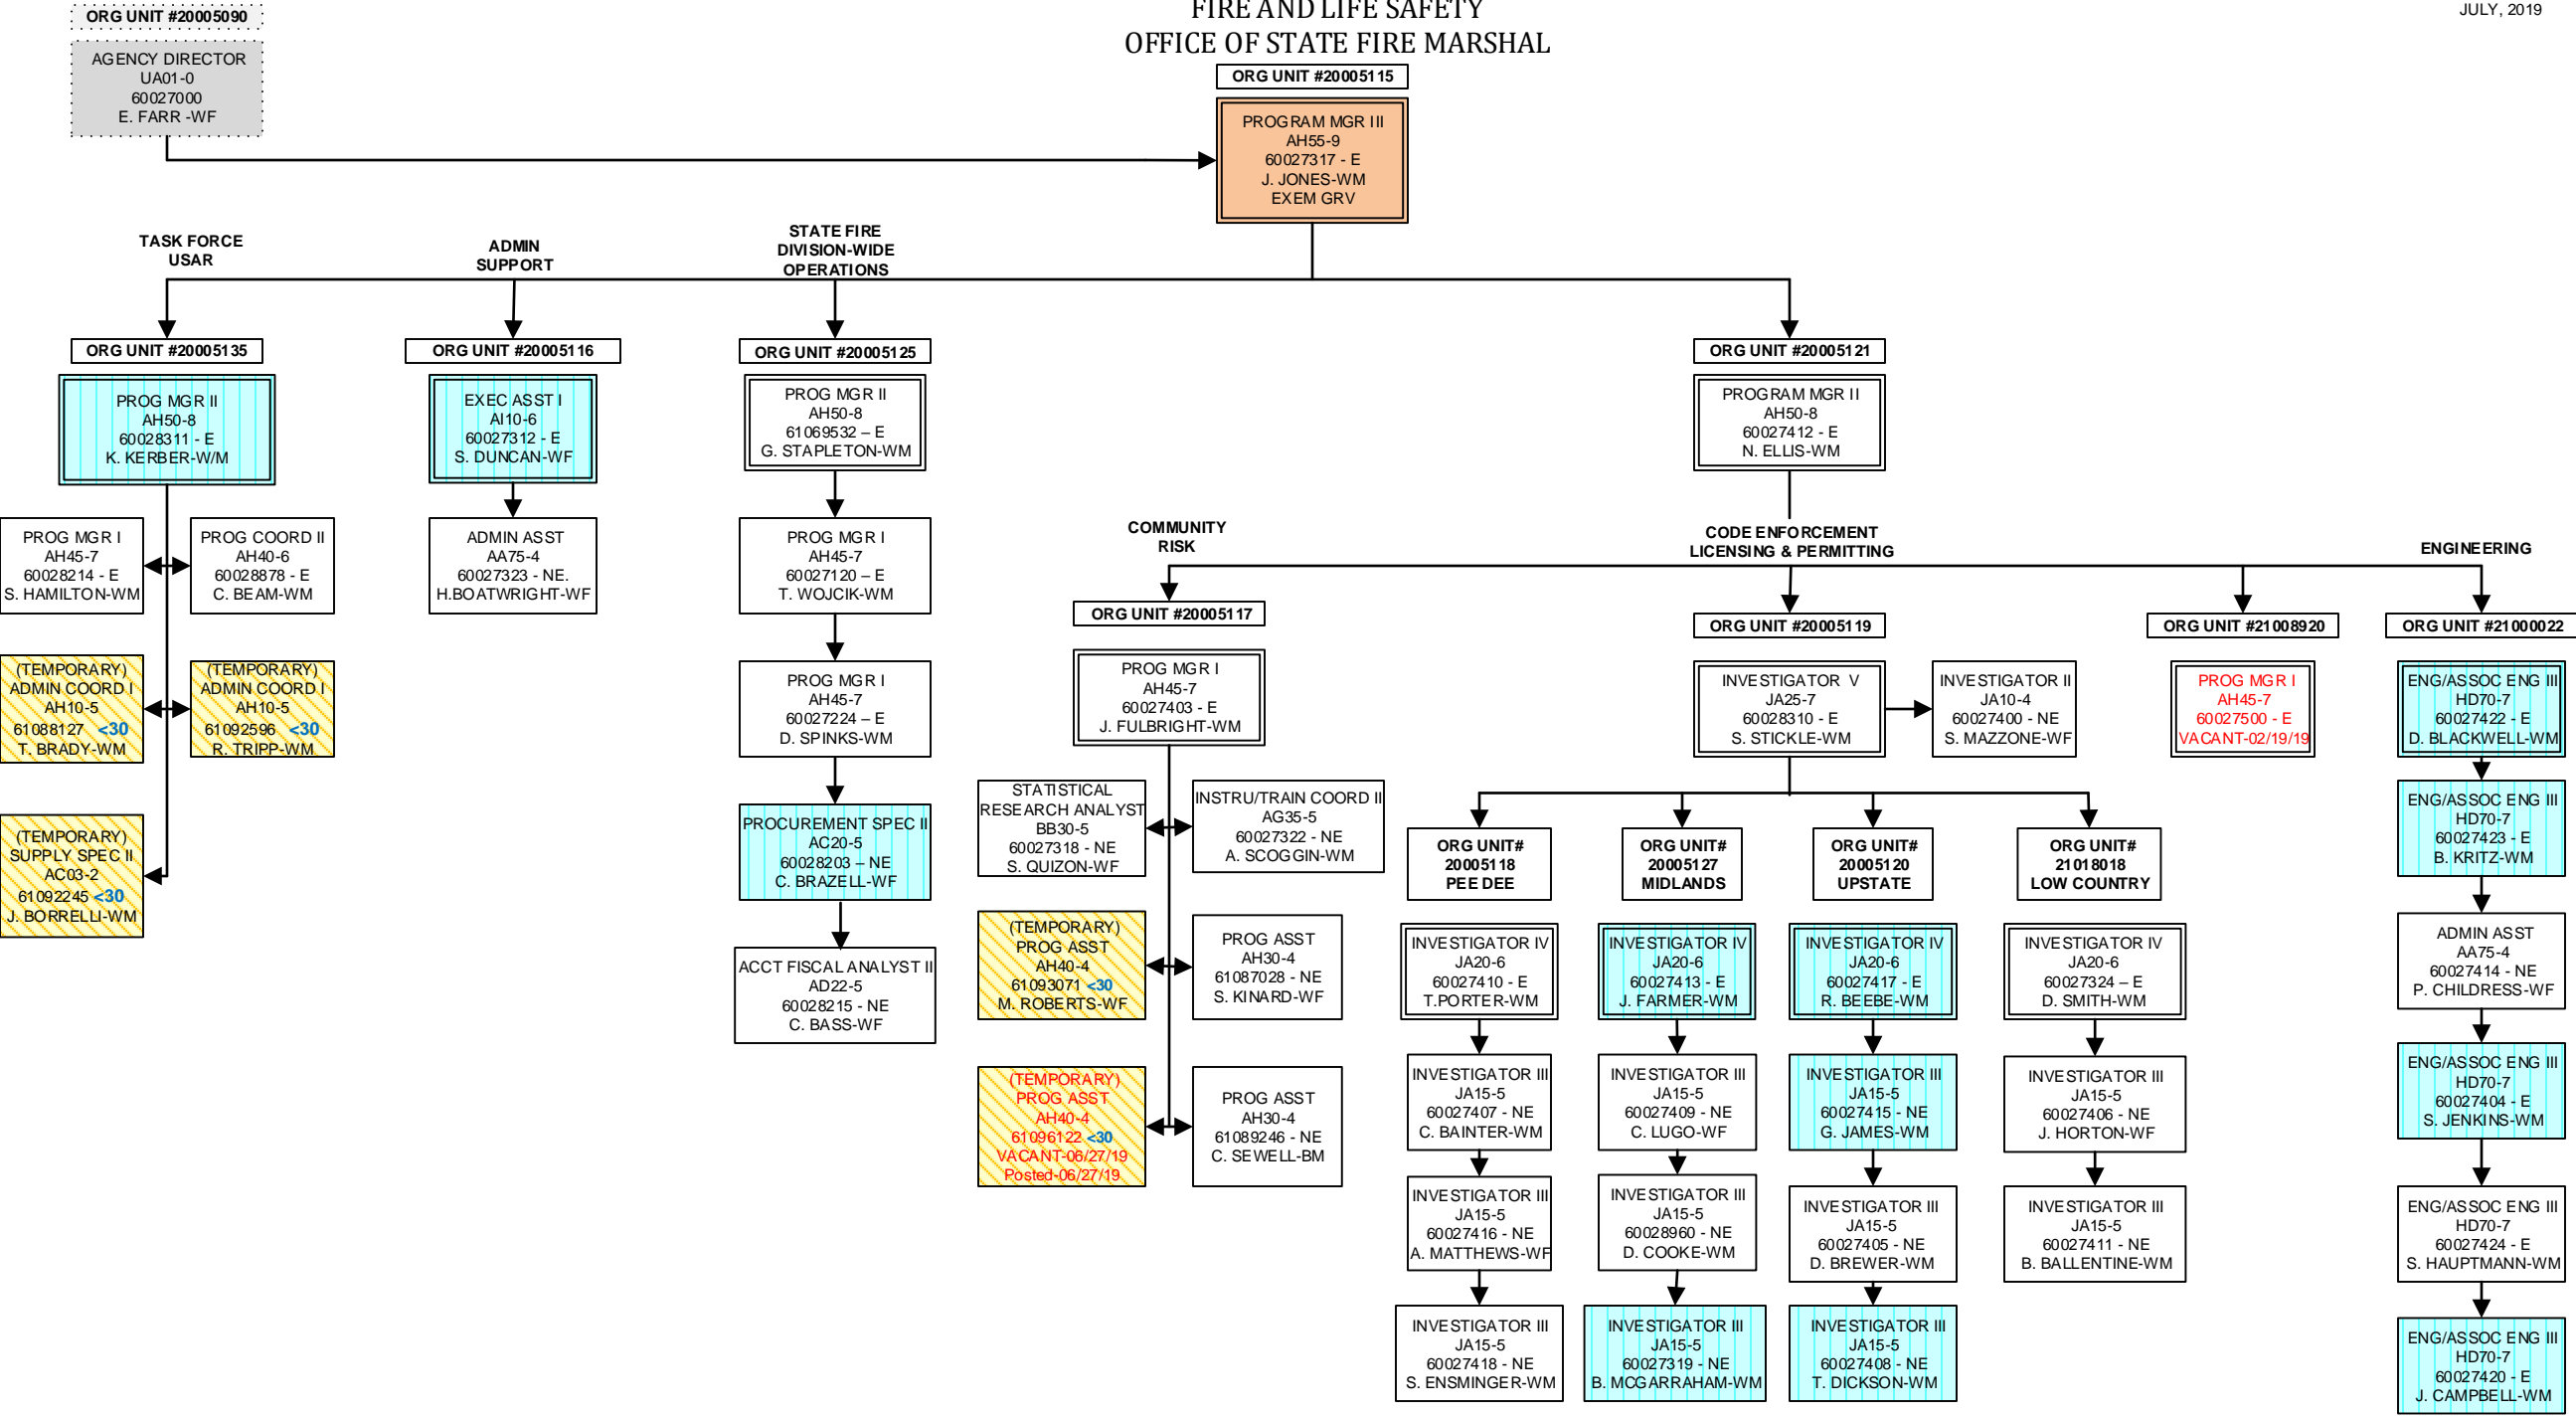 FIRE AND LIFE SAFETY
OFFICE OF STATE FIRE MARSHAL
JULY, 2019
ORG UNIT #20005090
AGENCY DIRECTOR
UA01-0
60027000
E. FARR -WF
ORG UNIT #20005115
PROGRAM MGR III
AH55-9
60027317 - E
J. JONES-WM
EXEM GRV
TASK FORCE
USAR
ADMIN
SUPPORT
STATE FIRE
DIVISION-WIDE
OPERATIONS
ORG UNIT #20005135
PROG MGR II
AH50-8
60028311 - E
K. KERBER-W/M
PROG MGR I
AH45-7
60028214 - E
S. HAMILTON-WM
PROG COORD II
AH40-6
60028878 - E
C. BEAM-WM
(TEMPORARY)
ADMIN COORD I
AH10-5
61088127 <30
T. BRADY-WM
(TEMPORARY)
ADMIN COORD I
AH10-5
61092596 <30
R. TRIPP-WM
(TEMPORARY)
SUPPLY SPEC II
AC03-2
61092245 <30
J. BORRELLI-WM
ORG UNIT #20005116
EXEC ASST I
AI10-6
60027312 - E
S. DUNCAN-WF
ADMIN ASST
AA75-4
60027323 - NE.
H.BOATWRIGHT-WF
ORG UNIT #20005125
PROG MGR II
AH50-8
61069532 – E
G. STAPLETON-WM
PROG MGR I
AH45-7
60027120 – E
T. WOJCIK-WM
PROG MGR I
AH45-7
60027224 – E
D. SPINKS-WM
PROCUREMENT SPEC II
AC20-5
60028203 – NE
C. BRAZELL-WF
ACCT FISCAL ANALYST II
AD22-5
60028215 - NE
C. BASS-WF
ORG UNIT #20005121
PROGRAM MGR II
AH50-8
60027412 - E
N. ELLIS-WM
COMMUNITY
RISK
CODE ENFORCEMENT
LICENSING & PERMITTING
ENGINEERING
ORG UNIT #20005117
PROG MGR I
AH45-7
60027403 - E
J. FULBRIGHT-WM
STATISTICAL
RESEARCH ANALYST
BB30-5
60027318 - NE
S. QUIZON-WF
INSTRU/TRAIN COORD II
AG35-5
60027322 - NE
A. SCOGGIN-WM
(TEMPORARY)
PROG ASST
AH40-4
61093071 <30
M. ROBERTS-WF
PROG ASST
AH30-4
61087028 - NE
S. KINARD-WF
(TEMPORARY)
PROG ASST
AH40-4
61096122 <30
VACANT-06/27/19
Posted-06/27/19
PROG ASST
AH30-4
61089246 - NE
C. SEWELL-BM
ORG UNIT #20005119
INVESTIGATOR V
JA25-7
60028310 - E
S. STICKLE-WM
INVESTIGATOR II
JA10-4
60027400 - NE
S. MAZZONE-WF
ORG UNIT#
20005118
PEE DEE
INVESTIGATOR IV
JA20-6
60027410 – E
T.PORTER-WM
INVESTIGATOR III
JA15-5
60027407 - NE
C. BAINTER-WM
INVESTIGATOR III
JA15-5
60027416 - NE
A. MATTHEWS-WF
INVESTIGATOR III
JA15-5
60027418 - NE
S. ENSMINGER-WM
ORG UNIT#
20005127
MIDLANDS
INVESTIGATOR IV
JA20-6
60027413 - E
J. FARMER-WM
INVESTIGATOR III
JA15-5
60027409 - NE
C. LUGO-WF
INVESTIGATOR III
JA15-5
60028960 - NE
D. COOKE-WM
INVESTIGATOR III
JA15-5
60027319 - NE
B. MCGARRAHAM-WM
ORG UNIT#
20005120
UPSTATE
INVESTIGATOR IV
JA20-6
60027417 - E
R. BEEBE-WM
INVESTIGATOR III
JA15-5
60027415 - NE
G. JAMES-WM
INVESTIGATOR III
JA15-5
60027405 - NE
D. BREWER-WM
INVESTIGATOR III
JA15-5
60027408 - NE
T. DICKSON-WM
ORG UNIT#
21018018
LOW COUNTRY
INVESTIGATOR IV
JA20-6
60027324 – E
D. SMITH-WM
INVESTIGATOR III
JA15-5
60027406 - NE
J. HORTON-WF
INVESTIGATOR III
JA15-5
60027411 - NE
B. BALLENTINE-WM
ORG UNIT #21008920
PROG MGR I
AH45-7
60027500 - E
VACANT-02/19/19
ORG UNIT #21000022
ENG/ASSOC ENG III
HD70-7
60027422 - E
D. BLACKWELL-WM
ENG/ASSOC ENG III
HD70-7
60027423 - E
B. KRITZ-WM
ADMIN ASST
AA75-4
60027414 - NE
P. CHILDRESS-WF
ENG/ASSOC ENG III
HD70-7
60027404 - E
S. JENKINS-WM
ENG/ASSOC ENG III
HD70-7
60027424 - E
S. HAUPTMANN-WM
ENG/ASSOC ENG III
HD70-7
60027420 - E
J. CAMPBELL-WM